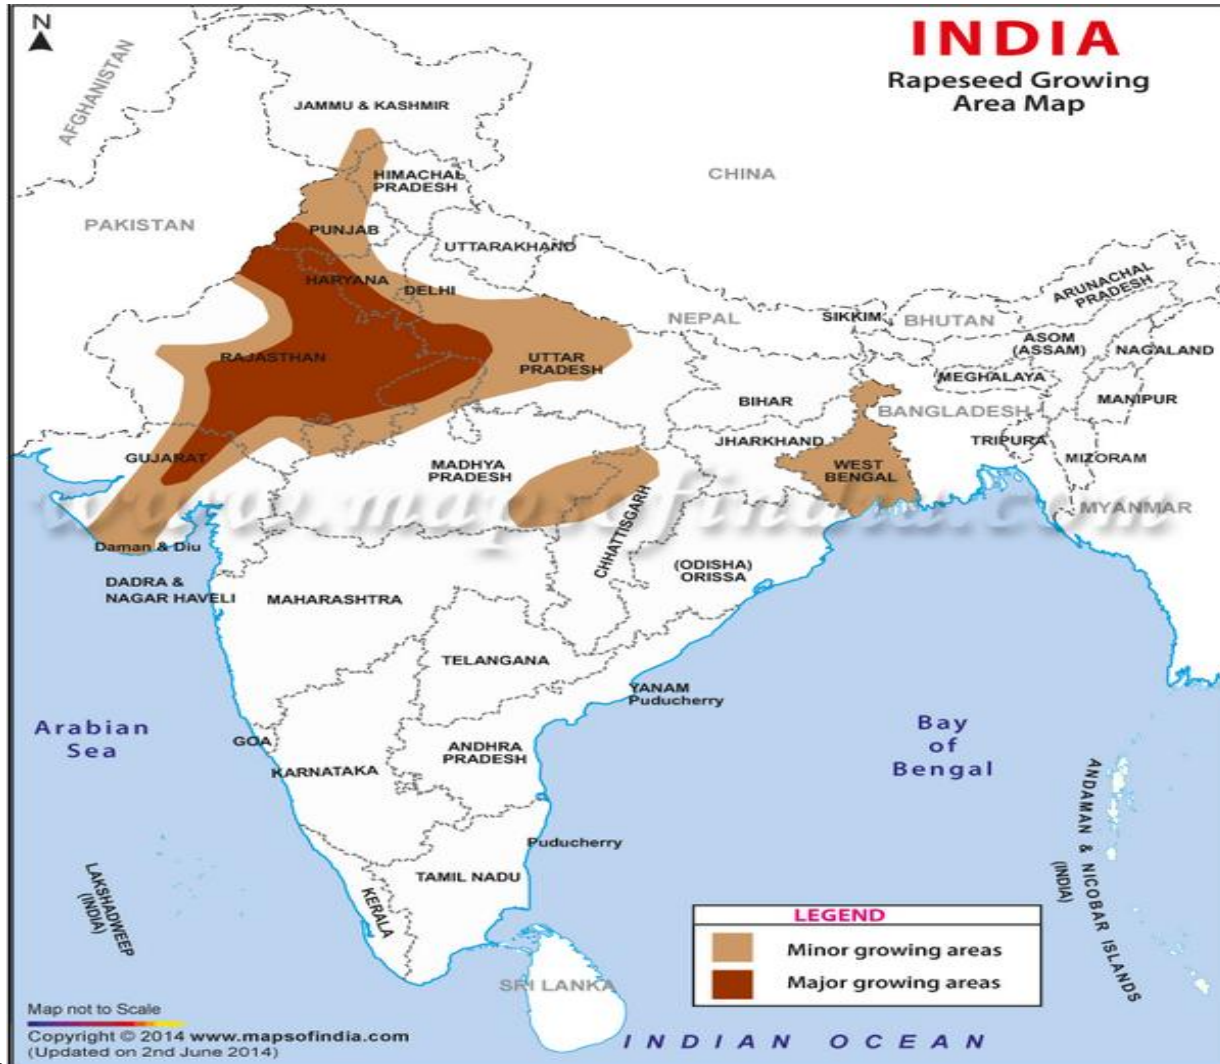 N
INDIA
Rapeseed Growing
Area Map
AFGHANISTAN
JAMMU & KASHMIR
CHINA
HIMACHAL
PRADESH
PAKISTAN
PUNJAB
UTTARAKHAND
HARYANA
DELHI
ARUNACHAL
PRADESH
NEPAL
SIKKIM
BHUTAN
ASOM
(ASSAM)
NAGALAND
RAJASTHAN
UTTAR
PRADESH
MEGHALAYA
BIHAR
MANIPUR
BANGLADESH
JHARKHAND
TRIPURA
GUJARAT
MADHYA
PRADESH
WEST
BENGAL
MIZORAM
www.mapsofindia.com
MYANMAR
CHHATTISGARH
Daman & Diu
DADRA &
NAGAR HAVELI
MAHARASHTRA
(ODISHA)
ORISSA
TELANGANA
YANAM
Puducherry
Arabian
Sea
GOA
KARNATAKA
ANDHRA
PRADESH
Bay
of
Bengal
ANDAMAN & NICOBAR ISLANDS
(INDIA)
Puducherry
LAKSHADWEEP
(INDIA)
TAMIL NADU
KERALA
LEGEND
Minor growing areas
Major growing areas
SRI LANKA
Map not to Scale
Copyright © 2014 www.mapsofindia.com
(Updated on 2nd June 2014)
INDIAN OCEAN